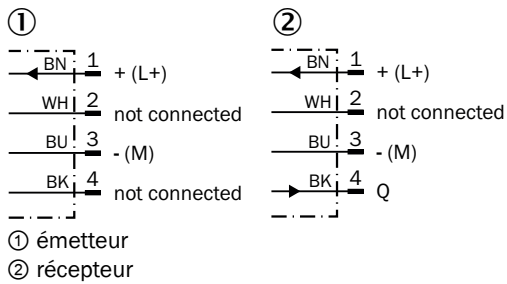 ①
BN 1 + (L+)
WH 2 not connected
BU 3 - (M)
BK 4 not connected
②
BN 1 + (L+)
WH 2 not connected
BU 3 - (M)
BK 4 Q
① émetteur
② récepteur